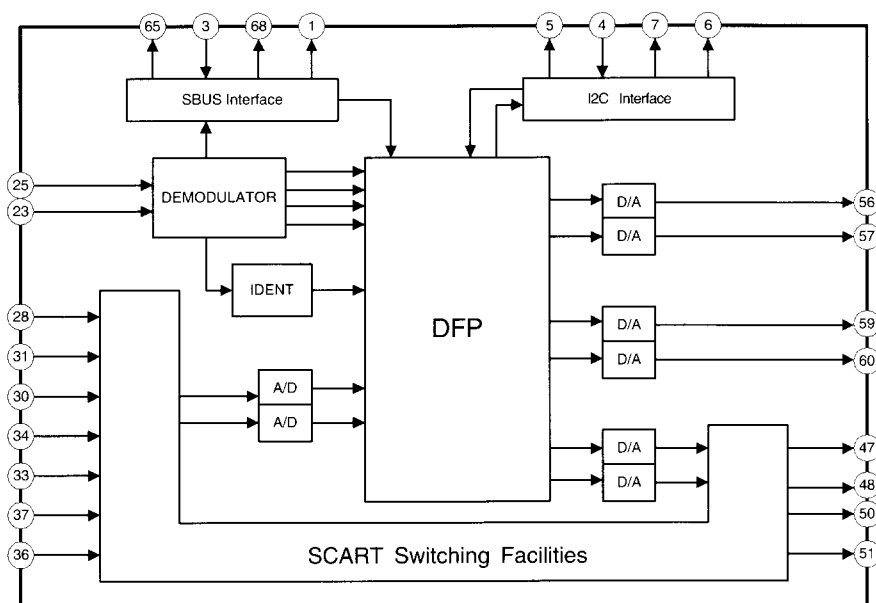 65 3 68 1 5 4 7 6
SBUS Interface
I2C Interface
25
23
DEMODULATOR
IDENT
DFP
D/A
D/A
56
57
28
31
30
34
33
37
36
A/D
A/D
D/A
D/A
59
60
D/A
D/A
47
48
50
51
SCART Switching Facilities